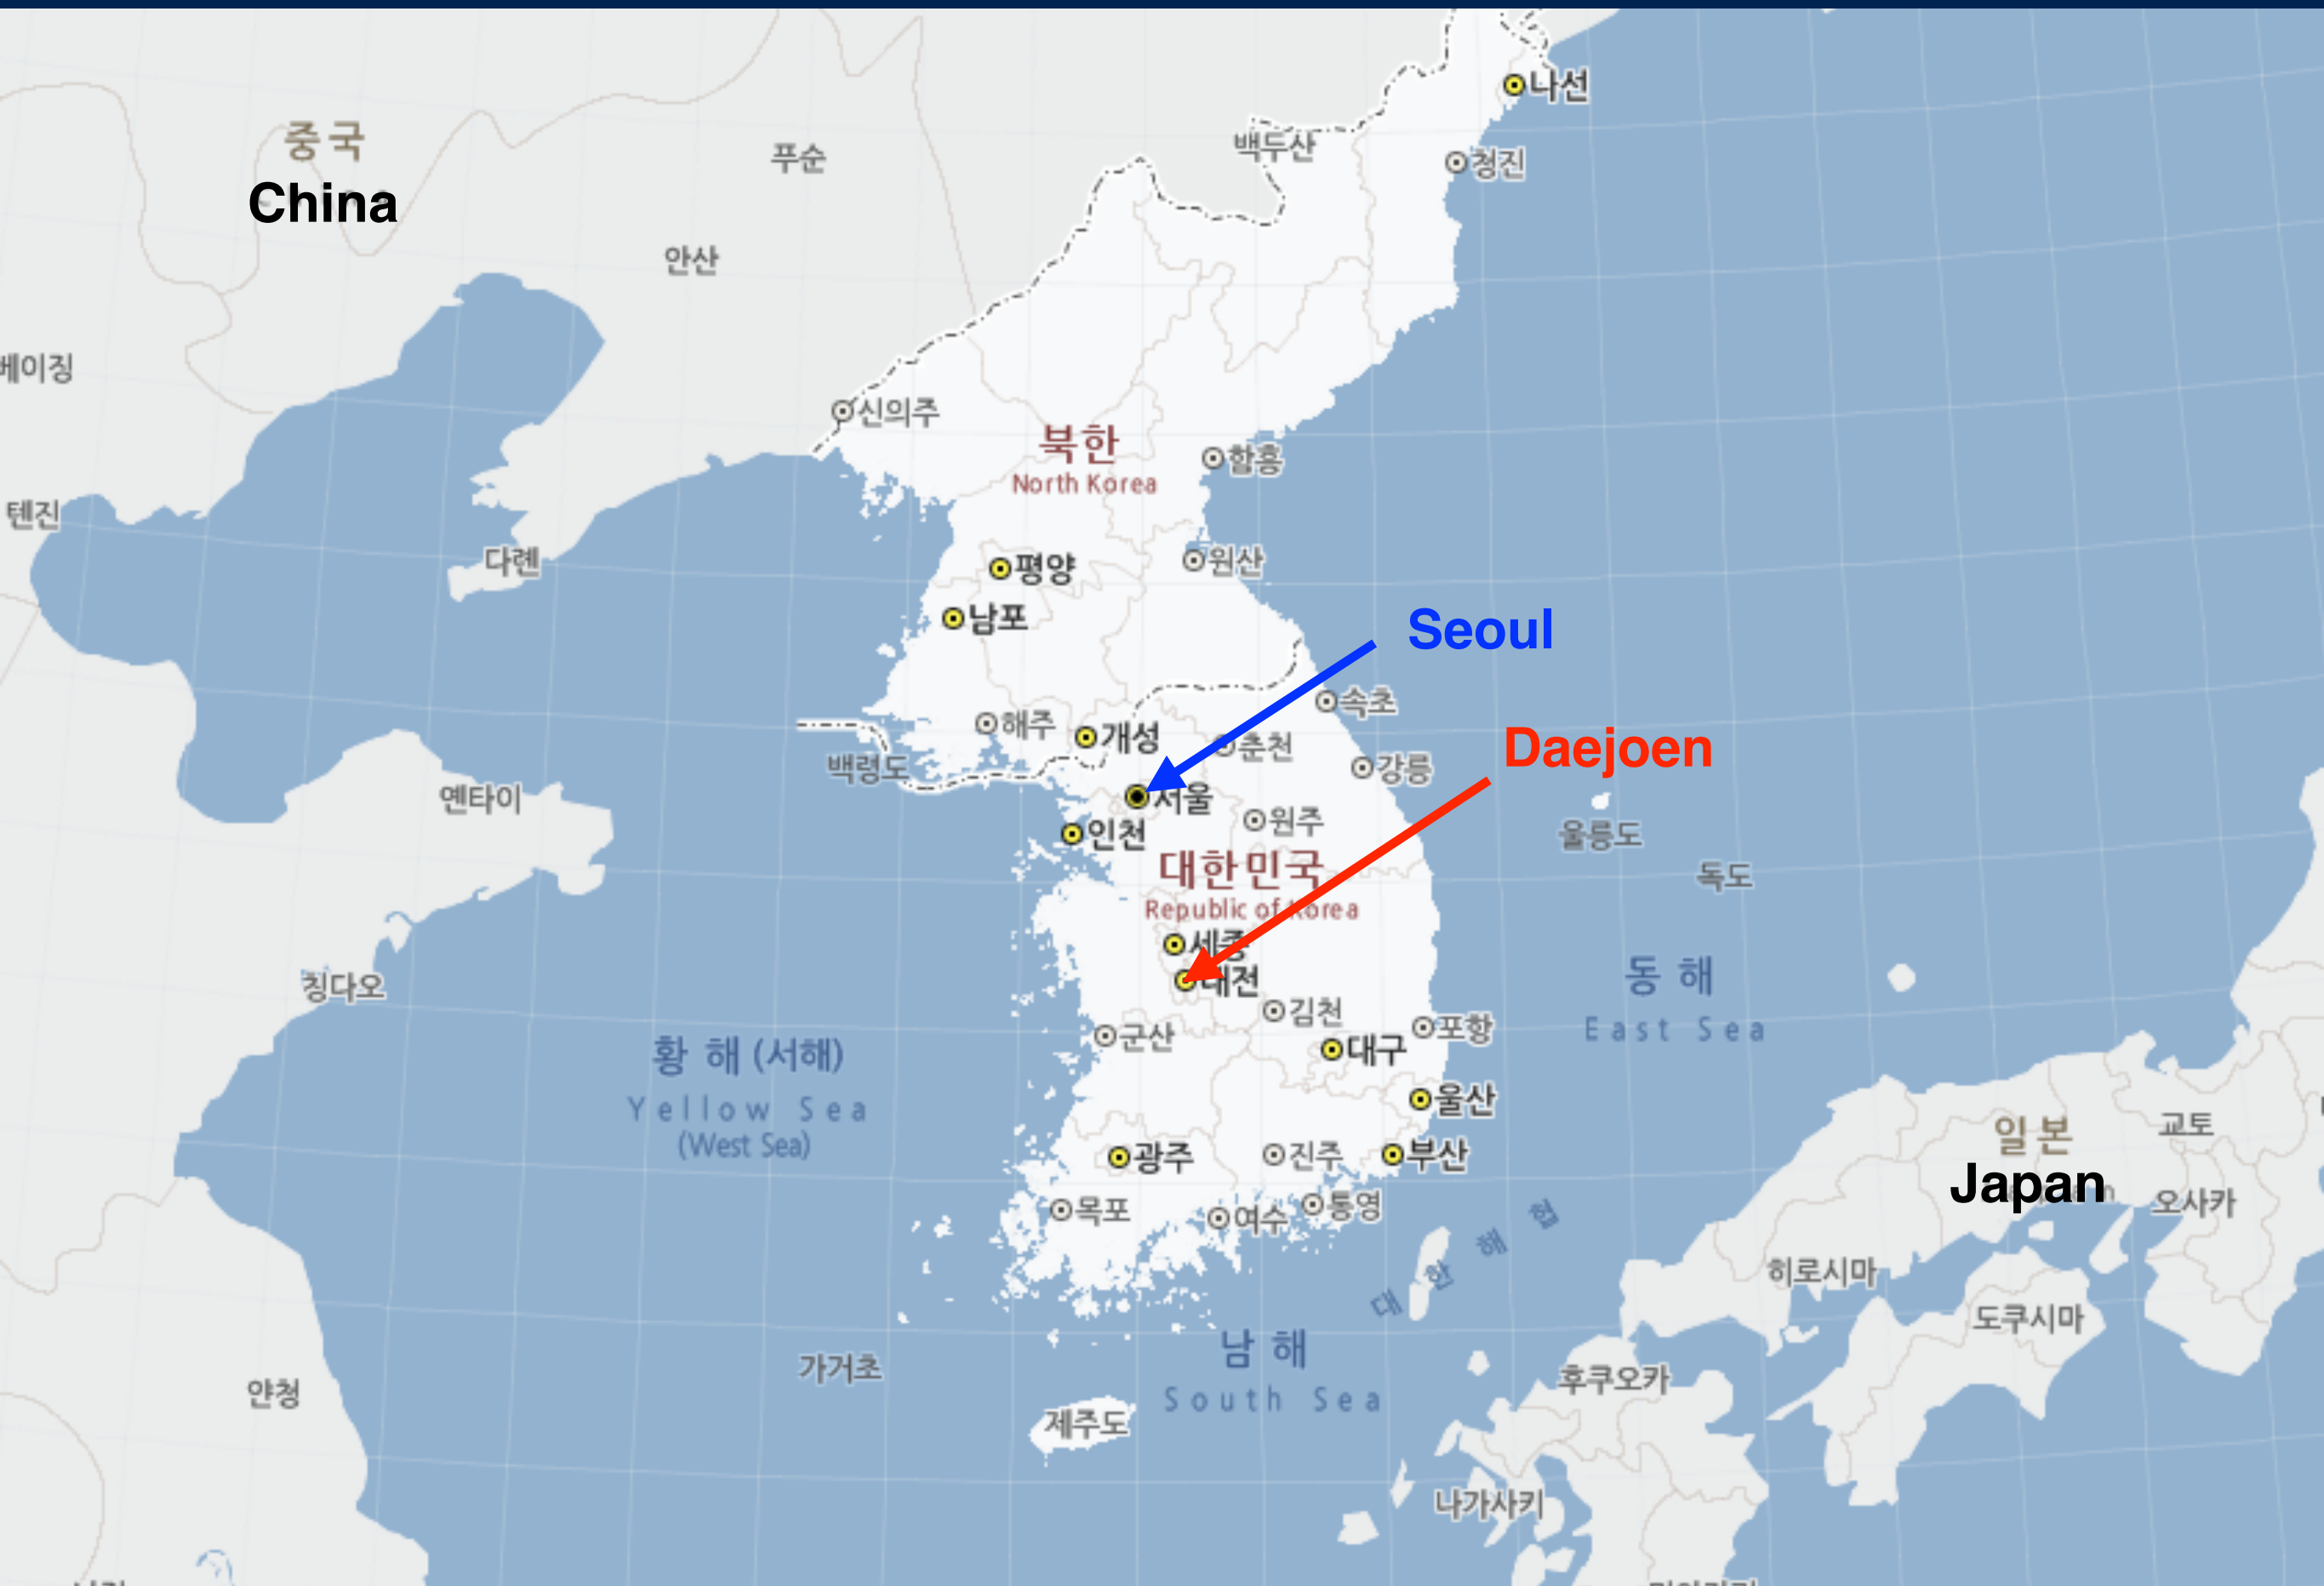 나선
백두산
청진
중국
China
푸순
안산
베이징
신의주
북한
North Korea
함흥
텐진
다롄
평양
원산
남포
Seoul
속초
해주
개성
춘천
Daejoen
백령도
강릉
옌타이
서울
인천
원주
울릉도
대한민국
Republic of Korea
독도
세종
대전
동해
East Sea
칭다오
김천
군산
포항
황해(서해)
Yellow Sea
(West Sea)
대구
울산
일본
교토
Japan
광주
진주
부산
목포
여수
통영
오사카
대한해협
히로시마
도쿠시마
남해
South Sea
가거초
후쿠오카
얀청
제주도
나가사키